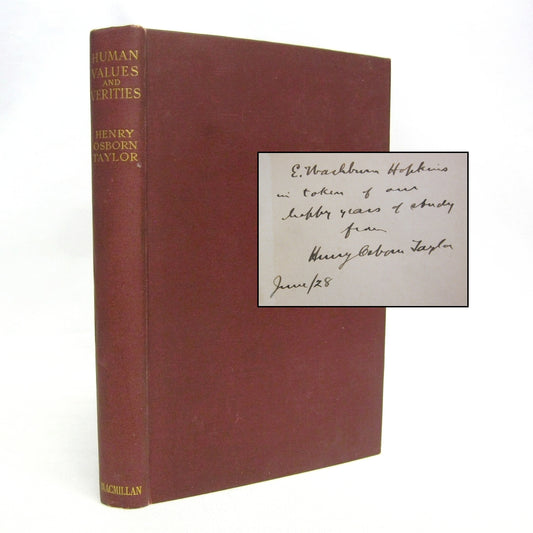 HUMAN
VALUES
AND
VERITIES
HENRY
OSBORN
TAYLOR
MACMILLAN
E. Washburn Hopkins
in token of our
happy years of study
from
Henry Osborn Taylor
June/28